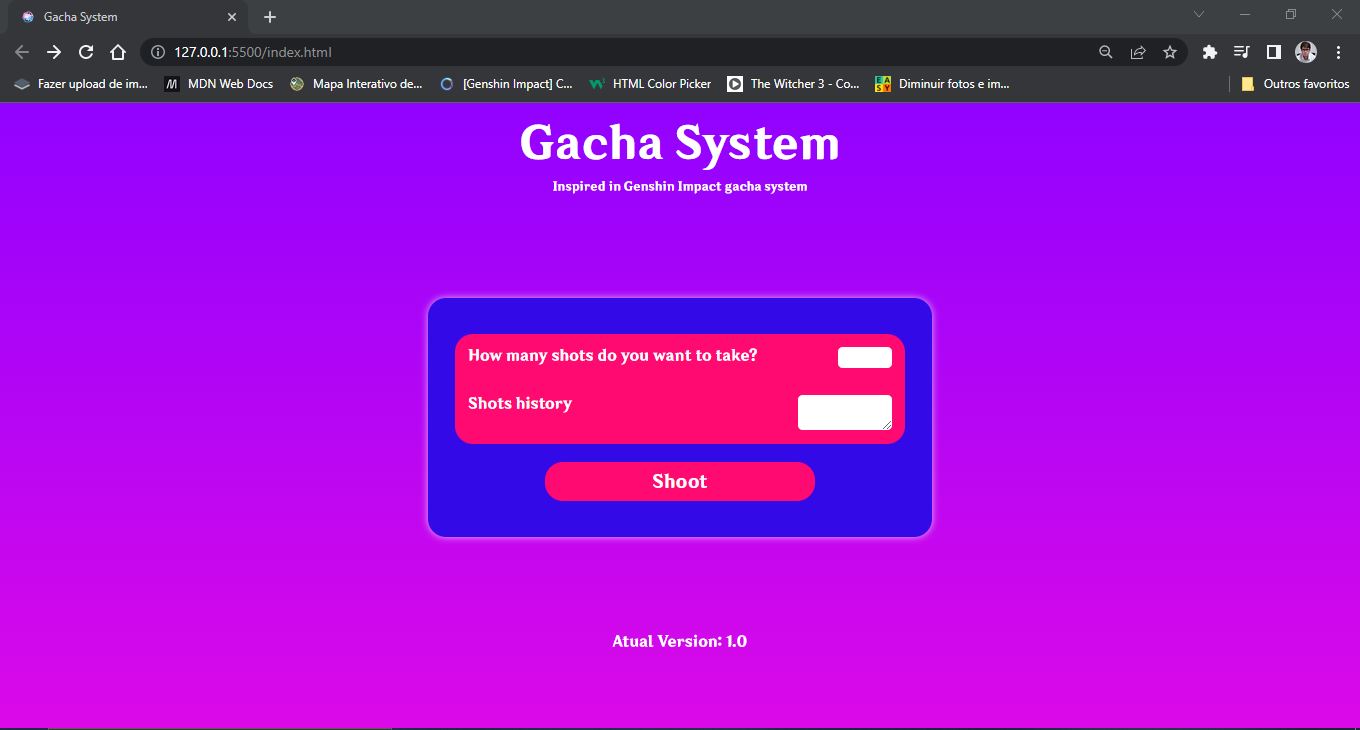 Gacha System
127.0.0.1:5500/index.html
Fazer upload de im... MDN Web Docs Mapa Interativo de... [Genshin Impact] C... HTML Color Picker The Witcher 3 - Co... Diminuir fotos e im... Outros favoritos
Gacha System
Inspired in Genshin Impact gacha system
How many shots do you want to take?
Shots history
Shoot
Atual Version: 1.0